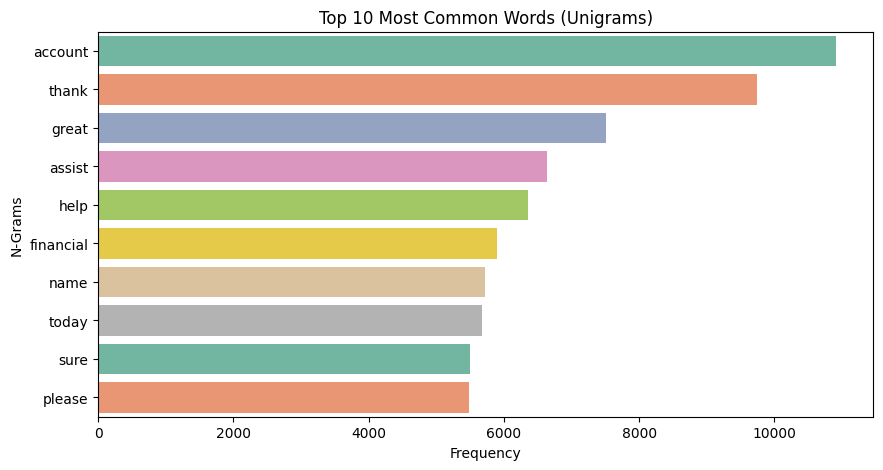 Top 10 Most Common Words (Unigrams)
N-Grams
account
thank
great
assist
help
financial
name
today
sure
please
0 2000 4000 6000 8000 10000
Frequency